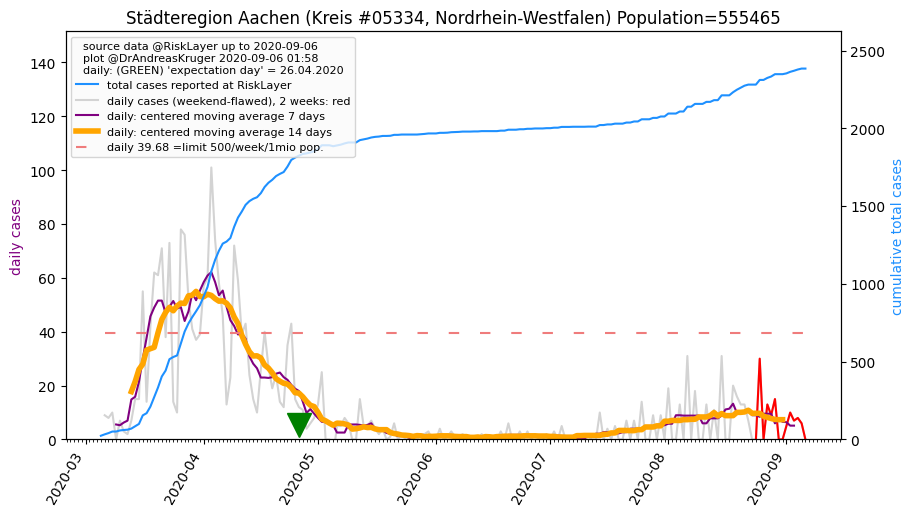 Städteregion Aachen (Kreis #05334, Nordrhein-Westfalen) Population=555465
source data @RiskLayer up to 2020-09-06
plot @DrAndreasKruger 2020-09-06 01:58
daily: (GREEN) 'expectation day' = 26.04.2020
total cases reported at RiskLayer
daily cases (weekend-flawed), 2 weeks: red
daily: centered moving average 7 days
daily: centered moving average 14 days
daily 39.68 =limit 500/week/1mio pop.
daily cases
0
20
40
60
80
100
120
140
cumulative total cases
0
500
1000
1500
2000
2500
2020-03
2020-04
2020-05
2020-06
2020-07
2020-08
2020-09